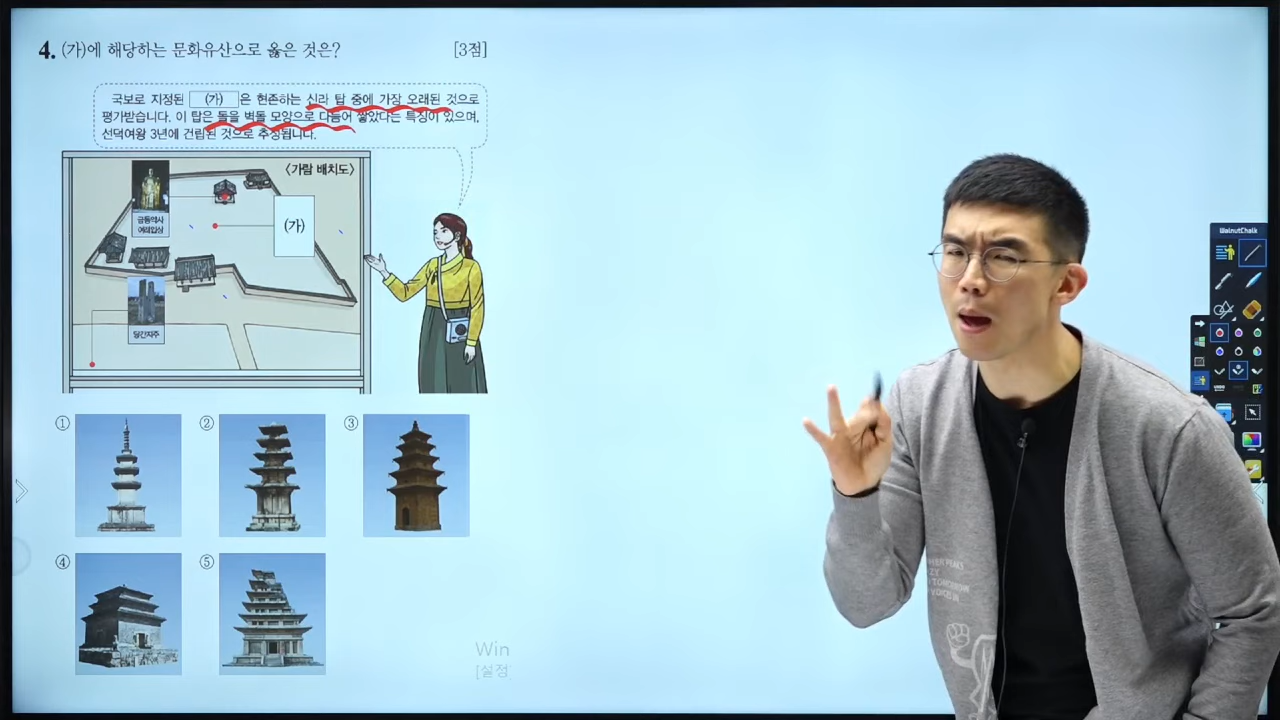 4. (가)에 해당하는 문화유산으로 옳은 것은? [3점]
국보로 지정된 (가) 은 현존하는 신라 탑 중에 가장 오래된 것으로
평가받습니다. 이 탑은 돌을 벽돌 모양으로 다듬어 쌓았다는 특징이 있으며,
선덕여왕 3년에 건립된 것으로 추정됩니다.
<가람 배치도>
금동약사
여래입상
(가)
당간지주
① ② ③
④ ⑤
Win
[설정
WalnutChalk